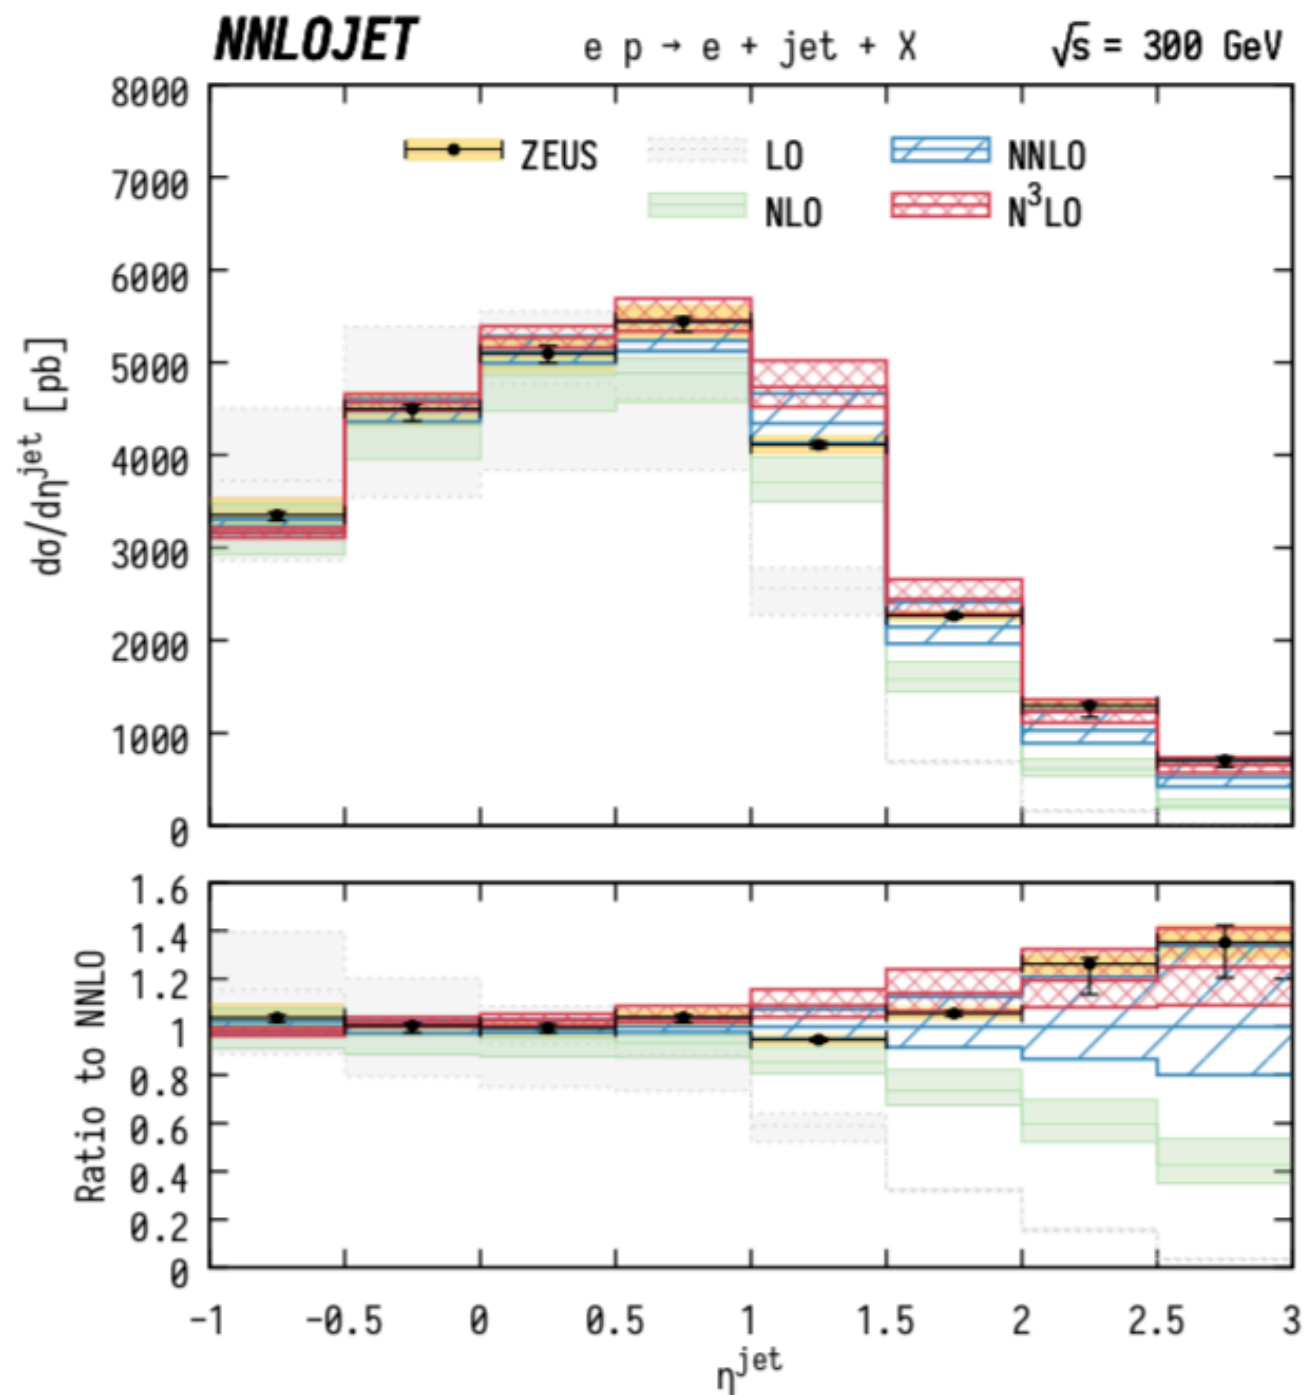 NNLOJET e p → e + jet + X √s = 300 GeV
8000
7000
6000
5000
4000
3000
2000
1000
0
dσ/dη^jet [pb]
ZEUS LO NNLO
NLO N³LO
1.6
1.4
1.2
1
0.8
0.6
0.4
0.2
0
Ratio to NNLO
-1 -0.5 0 0.5 1 1.5 2 2.5 3
η^jet